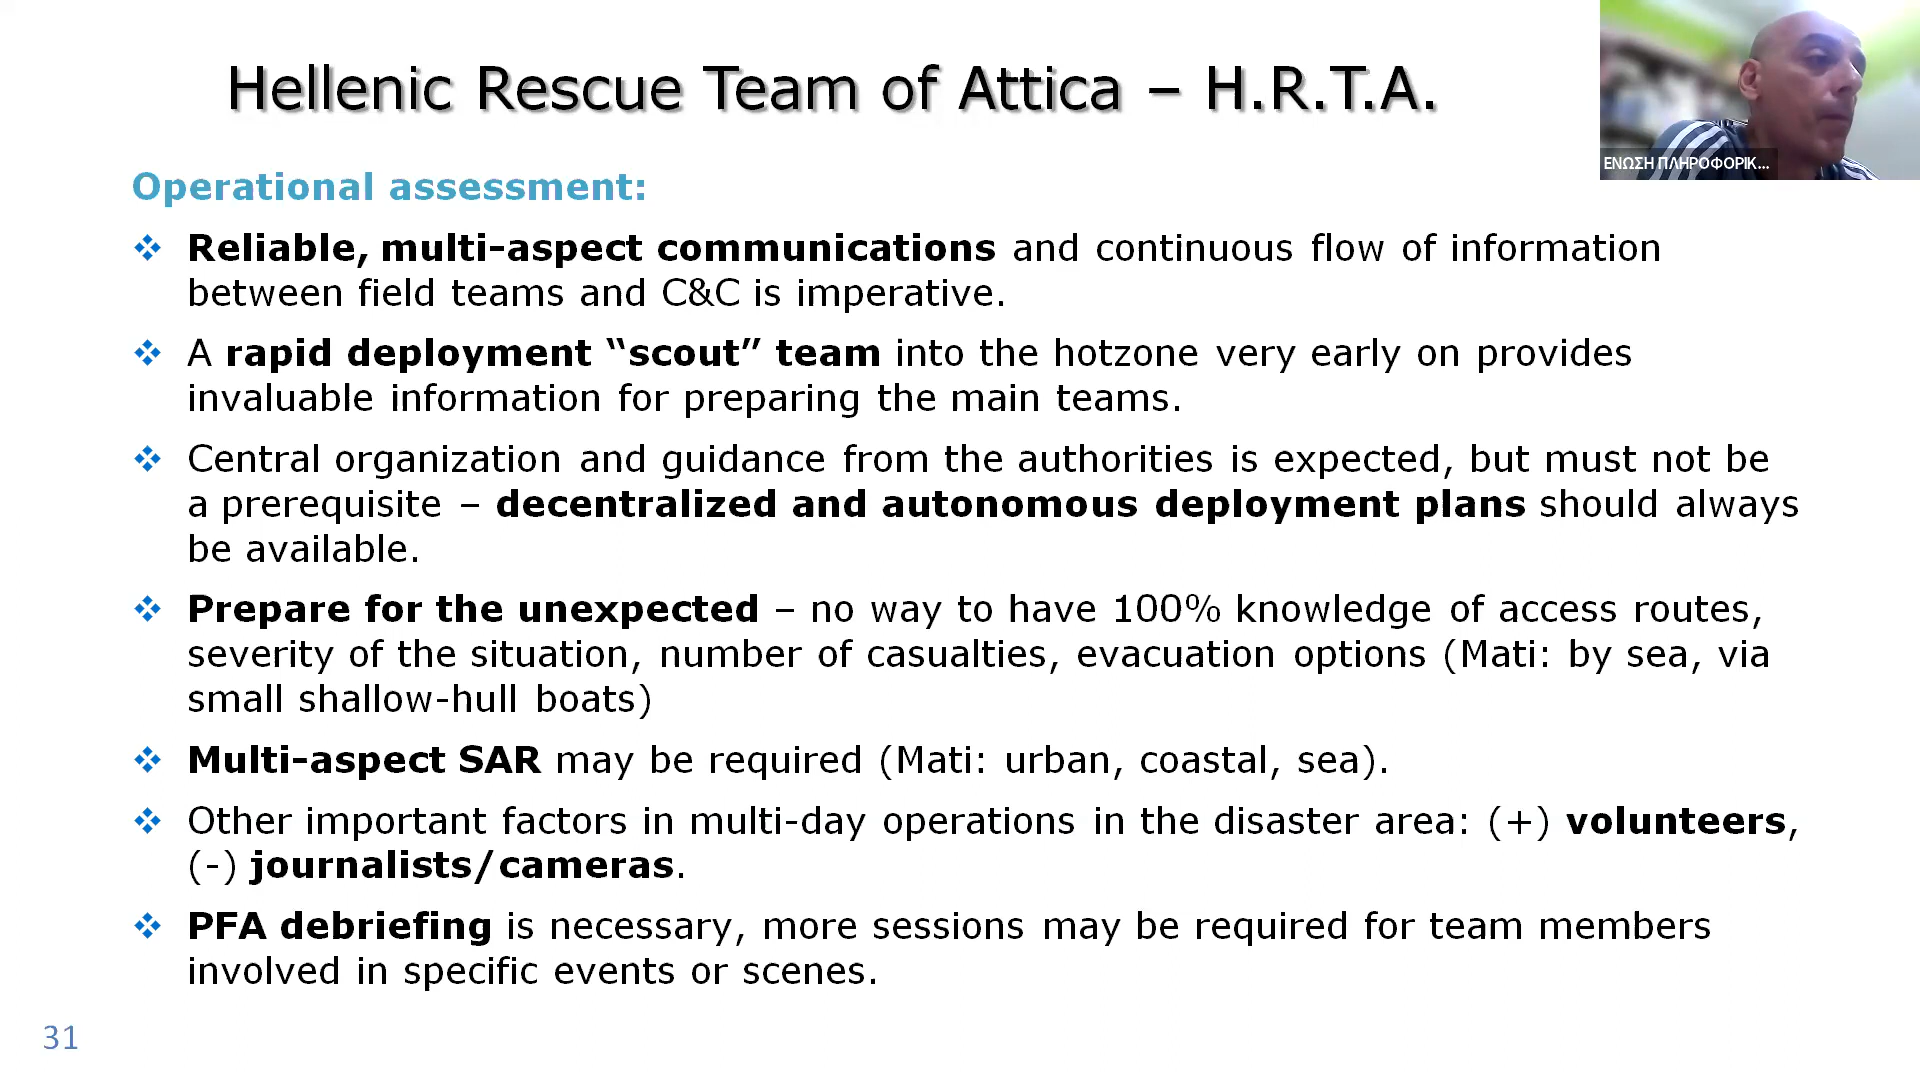 Hellenic Rescue Team of Attica – H.R.T.A.
ΕΝΩΣΗ ΠΛΗΡΟΦΟΡΙΚ...
Operational assessment:
❖ Reliable, multi-aspect communications and continuous flow of information
between field teams and C&C is imperative.
❖ A rapid deployment “scout” team into the hotzone very early on provides
invaluable information for preparing the main teams.
❖ Central organization and guidance from the authorities is expected, but must not be
a prerequisite – decentralized and autonomous deployment plans should always
be available.
❖ Prepare for the unexpected – no way to have 100% knowledge of access routes,
severity of the situation, number of casualties, evacuation options (Mati: by sea, via
small shallow-hull boats)
❖ Multi-aspect SAR may be required (Mati: urban, coastal, sea).
❖ Other important factors in multi-day operations in the disaster area: (+) volunteers,
(-) journalists/cameras.
❖ PFA debriefing is necessary, more sessions may be required for team members
involved in specific events or scenes.
31